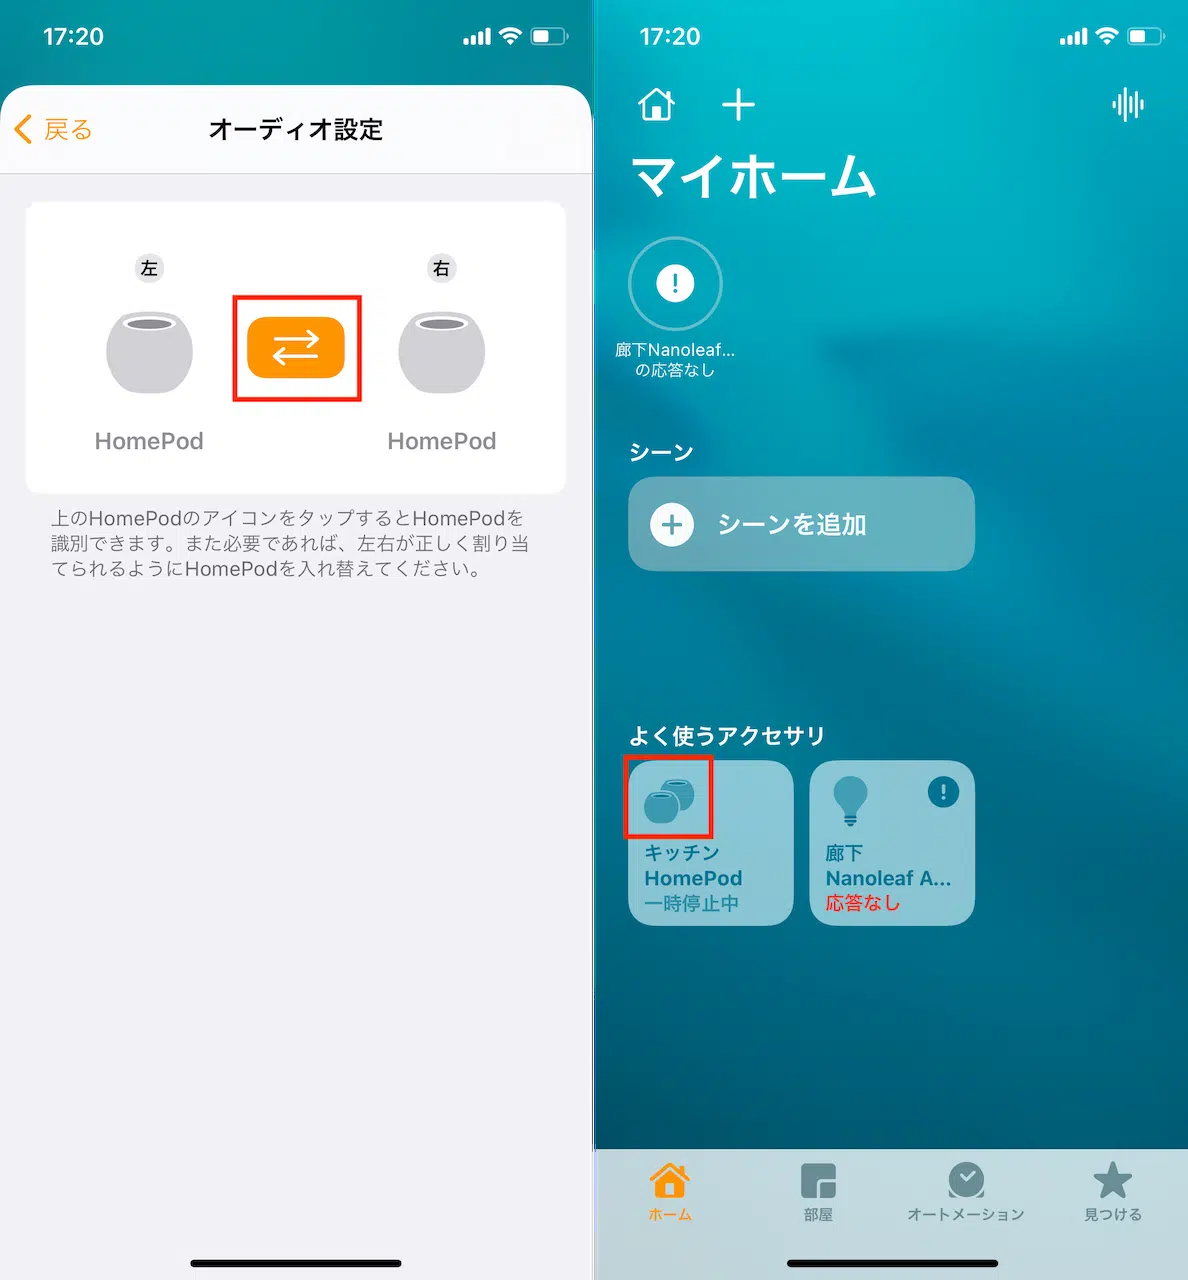 17:20
戻る
オーディオ設定
左
右
HomePod
HomePod
上のHomePodのアイコンをタップするとHomePodを
識別できます。また必要であれば、左右が正しく割り当
てられるようにHomePodを入れ替えてください。
17:20
マイホーム
!
廊下Nanoleaf...
の応答なし
シーン
シーンを追加
よく使うアクセサリ
キッチン
HomePod
一時停止中
!
廊下
Nanoleaf A...
応答なし
ホーム
部屋
オートメーション
見つける